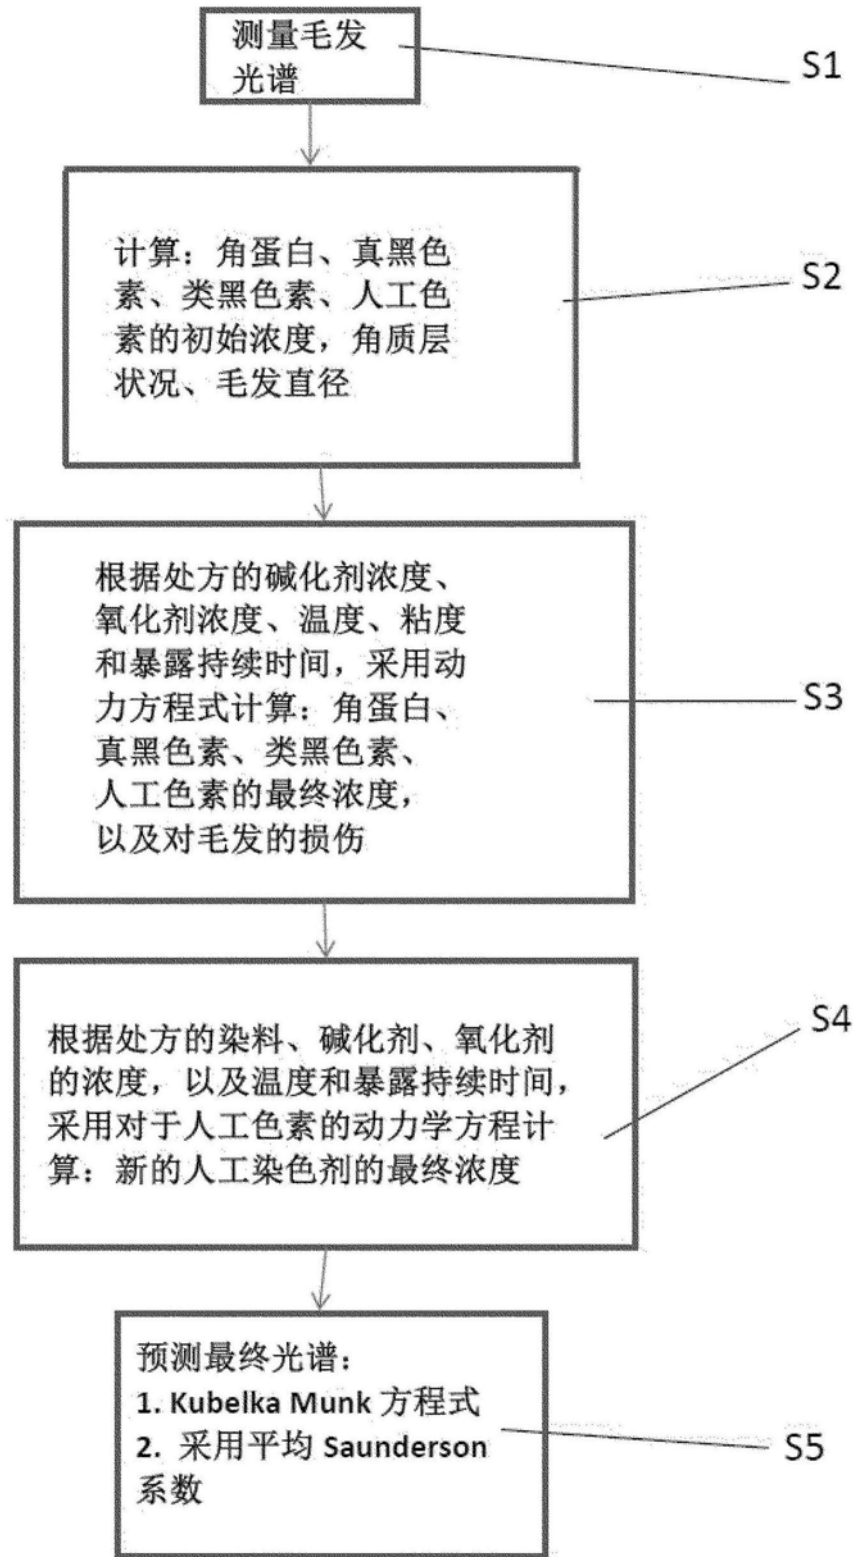 测量毛发
光谱
S1
计算：角蛋白、真黑色
素、类黑色素、人工色
素的初始浓度，角质层
状况、毛发直径
S2
根据处方的碱化剂浓度、
氧化剂浓度、温度、粘度
和暴露持续时间，采用动
力方程式计算：角蛋白、
真黑色素、类黑色素、
人工色素的最终浓度，
以及对毛发的损伤
S3
根据处方的染料、碱化剂、氧化剂
的浓度，以及温度和暴露持续时间，
采用对于人工色素的动力学方程计
算：新的人工染色剂的最终浓度
S4
预测最终光谱：
1. Kubelka Munk 方程式
2. 采用平均 Saunderson
系数
S5